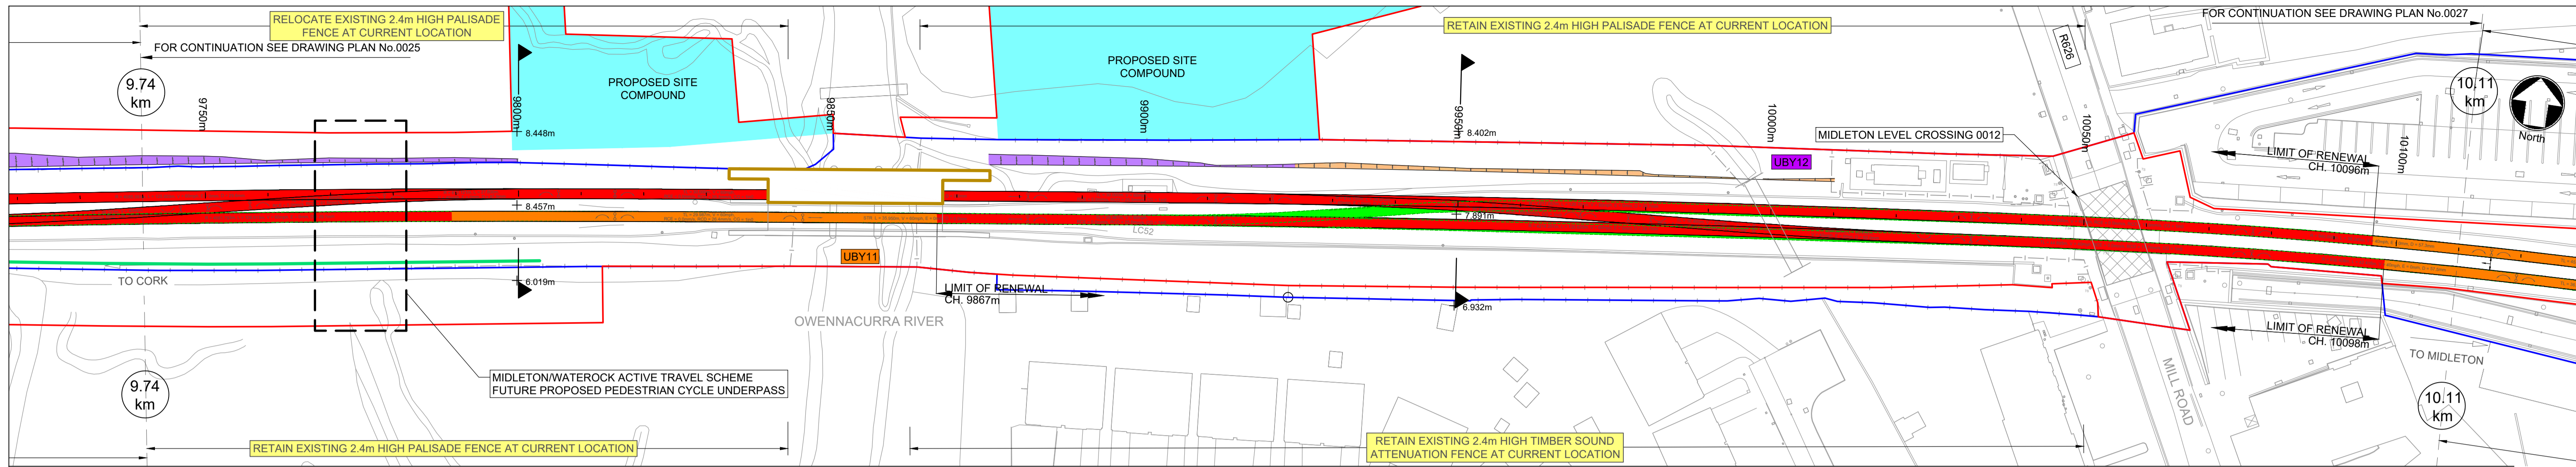 RELOCATE EXISTING 2.4m HIGH PALISADE
FENCE AT CURRENT LOCATION
FOR CONTINUATION SEE DRAWING PLAN No.0025
RETAIN EXISTING 2.4m HIGH PALISADE FENCE AT CURRENT LOCATION
FOR CONTINUATION SEE DRAWING PLAN No.0027
R626
9.74
km
9750m
9800m
PROPOSED SITE
COMPOUND
9850m
PROPOSED SITE
COMPOUND
9900m
9950m
10000m
10050m
10100m
10.11
km
North
8.448m
8.402m
MIDLETON LEVEL CROSSING 0012
LIMIT OF RENEWAL
CH. 10096m
UBY12
8.457m
7.891m
LC52
UBY11
TO CORK
6.019m
LIMIT OF RENEWAL
CH. 9867m
6.932m
OWENNACURRA RIVER
LIMIT OF RENEWAL
CH. 10098m
TO MIDLETON
MILL ROAD
MIDLETON/WATEROCK ACTIVE TRAVEL SCHEME
FUTURE PROPOSED PEDESTRIAN CYCLE UNDERPASS
9.74
km
10.11
km
RETAIN EXISTING 2.4m HIGH PALISADE FENCE AT CURRENT LOCATION
RETAIN EXISTING 2.4m HIGH TIMBER SOUND
ATTENUATION FENCE AT CURRENT LOCATION